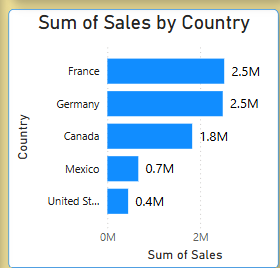 Sum of Sales by Country
France 2.5M
Germany 2.5M
Canada 1.8M
Mexico 0.7M
United St... 0.4M
Country
0M 2M
Sum of Sales